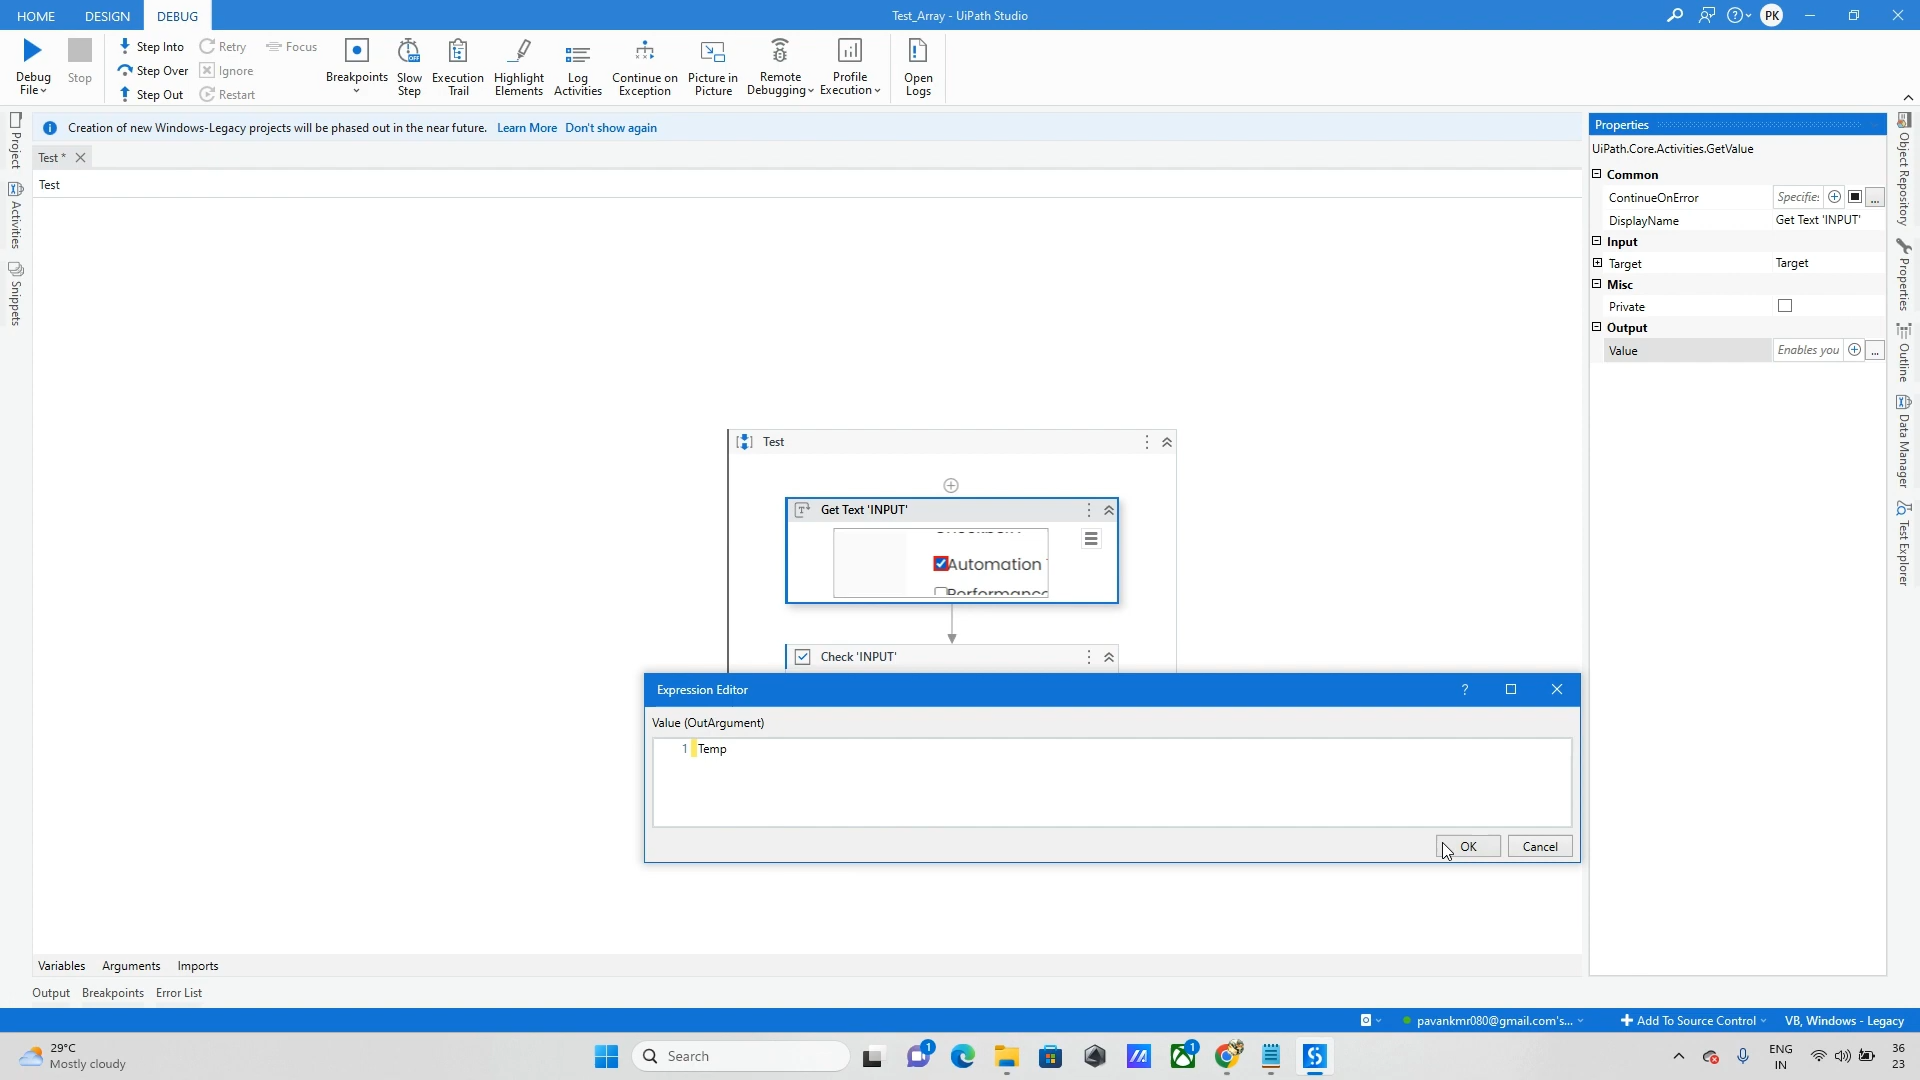 HOME DESIGN DEBUG
Test_Array - UiPath Studio
PK
Debug File
Stop
Step Into
Step Over
Step Out
Retry
Ignore
Restart
Focus
Breakpoints
Slow Step
Execution Trail
Highlight Elements
Log Activities
Continue on Exception
Picture in Picture
Remote Debugging
Profile Execution
Open Logs
Creation of new Windows-Legacy projects will be phased out in the near future. Learn More Don't show again
Test *
Test
Project
Activities
Snippets
Test
Get Text 'INPUT'
Automation
Performance
Check 'INPUT'
Expression Editor
Value (OutArgument)
1 Temp
OK Cancel
Properties
UiPath.Core.Activities.GetValue
Common
ContinueOnError Specifie: ...
DisplayName Get Text 'INPUT'
Input
Target Target
Misc
Private
Output
Value Enables you ...
Object Repository
Properties
Outline
Data Manager
Test Explorer
Variables Arguments Imports
Output Breakpoints Error List
pavankmr080@gmail.com's... Add To Source Control VB, Windows - Legacy
29°C
Mostly cloudy
Search
1
1
ENG
IN
36
23